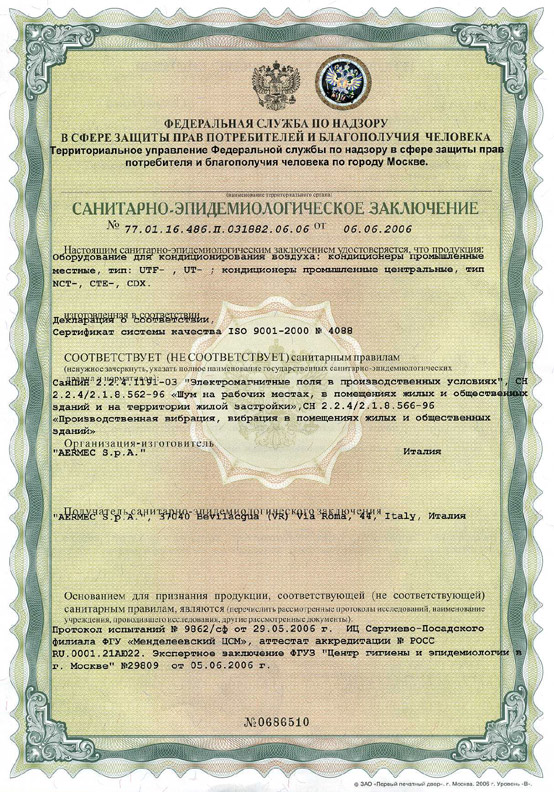 ФЕДЕРАЛЬНАЯ СЛУЖБА ПО НАДЗОРУ
В СФЕРЕ ЗАЩИТЫ ПРАВ ПОТРЕБИТЕЛЕЙ И БЛАГОПОЛУЧИЯ ЧЕЛОВЕКА
Территориальное управление Федеральной службы по надзору в сфере защиты прав
потребителя и благополучия человека по городу Москве.
(наименование территориального органа)
САНИТАРНО-ЭПИДЕМИОЛОГИЧЕСКОЕ ЗАКЛЮЧЕНИЕ
№ 77.01.16.486.П.031682.06.06 от 06.06.2006
Настоящим санитарно-эпидемиологическим заключением удостоверяется, что продукция:
Оборудование для кондиционирования воздуха: кондиционеры промышленные
местные, тип: UTF- , UT- ; кондиционеры промышленные центральные, тип
NCT-, CTE-, CDX.
изготовленная в соответствии
Декларация о соответствии,
Сертификат системы качества ISO 9001-2000 № 4088
СООТВЕТСТВУЕТ (НЕ СООТВЕТСТВУЕТ) санитарным правилам
(ненужное зачеркнуть, указать полное наименование государственных санитарно-эпидемиологических
СанПиН 2.2.4.1191-03 "Электромагнитные поля в производственных условиях", СН
2.2.4/2.1.8.562-96 «Шум на рабочих местах, в помещениях жилых и общественных
зданий и на территории жилой застройки»,СН 2.2.4/2.1.8.566-96
«Производственная вибрация, вибрация в помещениях жилых и общественных
зданий»
Организация-изготовитель
"AERMEC S.p.A." Италия
Получатель санитарно-эпидемиологического заключения
"AERMEC S.p.A.", 37040 Bevilacgua (VR) Via Roma, 44, Italy, Италия
Основанием для признания продукции, соответствующей (не соответствующей)
санитарным правилам, являются (перечислить рассмотренные протоколы исследований, наименование
учреждения, проводившего исследования, другие рассмотренные документы):
Протокол испытаний № 9862/сф от 29.05.2006 г. ИЦ Сергиево-Посадского
филиала ФГУ «Менделеевский ЦСМ», аттестат аккредитации № РОСС
RU.0001.21АЮ22. Экспертное заключение ФГУЗ "Центр гигиены и эпидемиологии в
г. Москве" №29809 от 05.06.2006 г.
№0686510
© ЗАО «Первый печатный двор», г. Москва, 2006 г. Уровень «В».